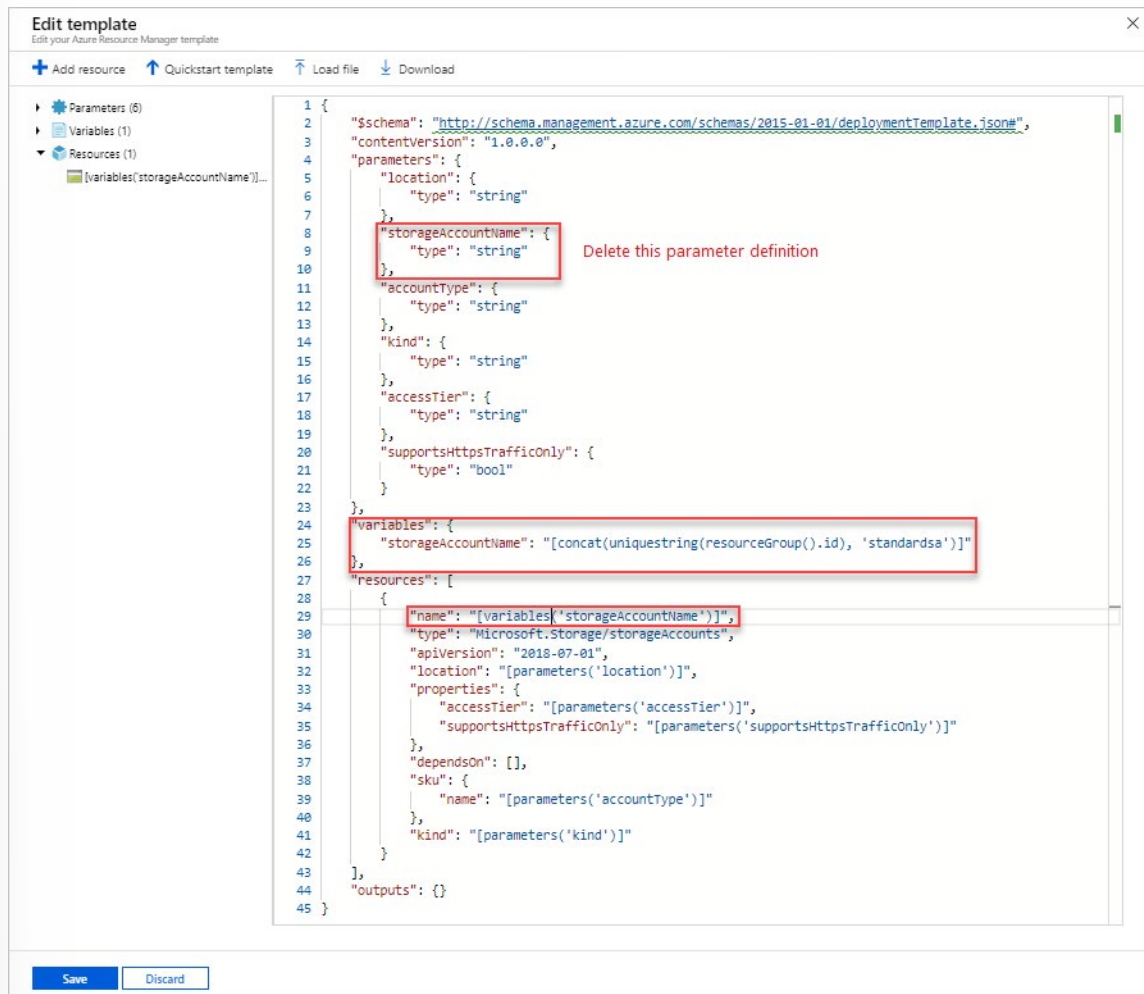 Edit template
Edit your Azure Resource Manager template
Add resource Quickstart template Load file Download
Parameters (6)
Variables (1)
Resources (1)
[variables('storageAccountName')]...
1 {
2 "$schema": "http://schema.management.azure.com/schemas/2015-01-01/deploymentTemplate.json#",
3 "contentVersion": "1.0.0.0",
4 "parameters": {
5 "location": {
6 "type": "string"
7 },
8 "storageAccountName": {
9 "type": "string" Delete this parameter definition
10 },
11 "accountType": {
12 "type": "string"
13 },
14 "kind": {
15 "type": "string"
16 },
17 "accessTier": {
18 "type": "string"
19 },
20 "supportsHttpsTrafficOnly": {
21 "type": "bool"
22 }
23 },
24 "variables": {
25 "storageAccountName": "[concat(uniquestring(resourceGroup().id), 'standardsa')]"
26 },
27 "resources": [
28 {
29 "name": "[variables('storageAccountName')]",
30 "type": "Microsoft.Storage/storageAccounts",
31 "apiVersion": "2018-07-01",
32 "location": "[parameters('location')]",
33 "properties": {
34 "accessTier": "[parameters('accessTier')]",
35 "supportsHttpsTrafficOnly": "[parameters('supportsHttpsTrafficOnly')]"
36 },
37 "dependsOn": [],
38 "sku": {
39 "name": "[parameters('accountType')]"
40 },
41 "kind": "[parameters('kind')]"
42 }
43 ],
44 "outputs": {}
45 }
Save Discard